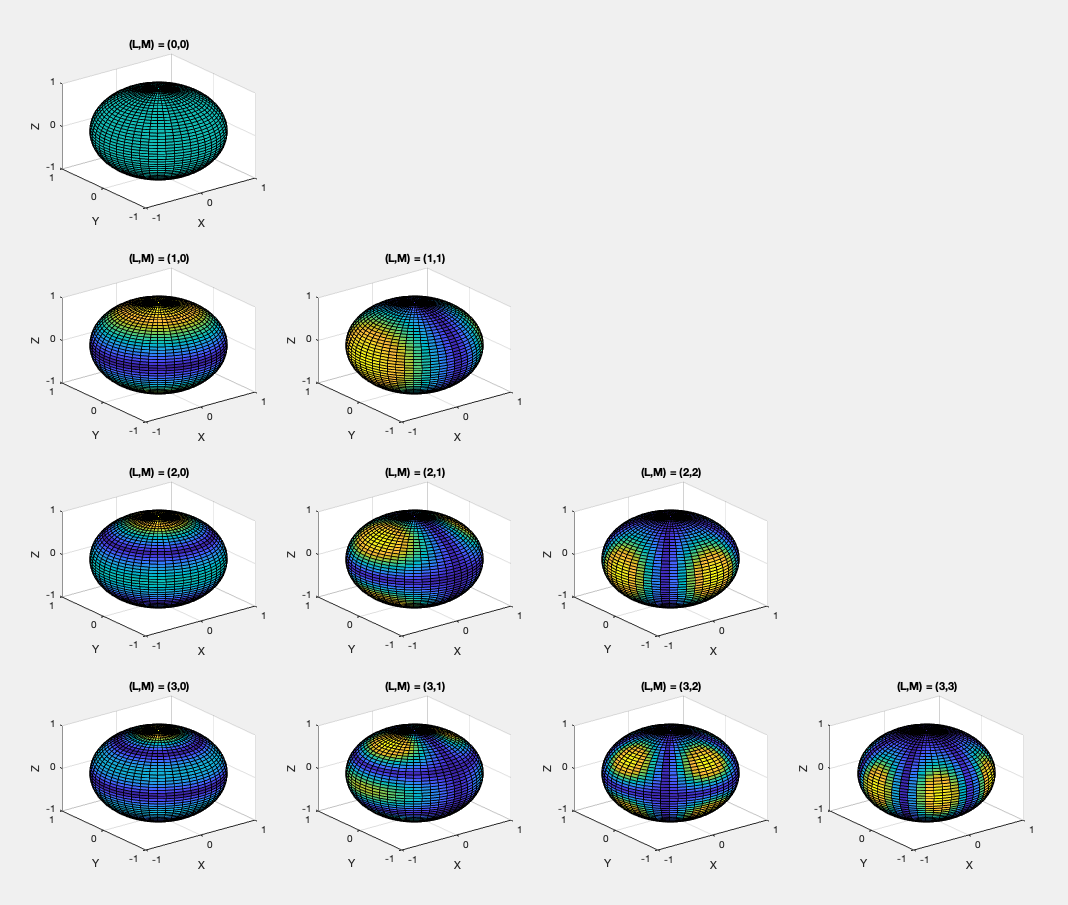 (L,M) = (0,0)
1
0
-1
Z
1
0
-1
Y
-1
0
1
X
(L,M) = (1,0)
1
0
-1
Z
1
0
-1
Y
-1
0
1
X
(L,M) = (1,1)
1
0
-1
Z
1
0
-1
Y
-1
0
1
X
(L,M) = (2,0)
1
0
-1
Z
1
0
-1
Y
-1
0
1
X
(L,M) = (2,1)
1
0
-1
Z
1
0
-1
Y
-1
0
1
X
(L,M) = (2,2)
1
0
-1
Z
1
0
-1
Y
-1
0
1
X
(L,M) = (3,0)
1
0
-1
Z
1
0
-1
Y
-1
0
1
X
(L,M) = (3,1)
1
0
-1
Z
1
0
-1
Y
-1
0
1
X
(L,M) = (3,2)
1
0
-1
Z
1
0
-1
Y
-1
0
1
X
(L,M) = (3,3)
1
0
-1
Z
1
0
-1
Y
-1
0
1
X